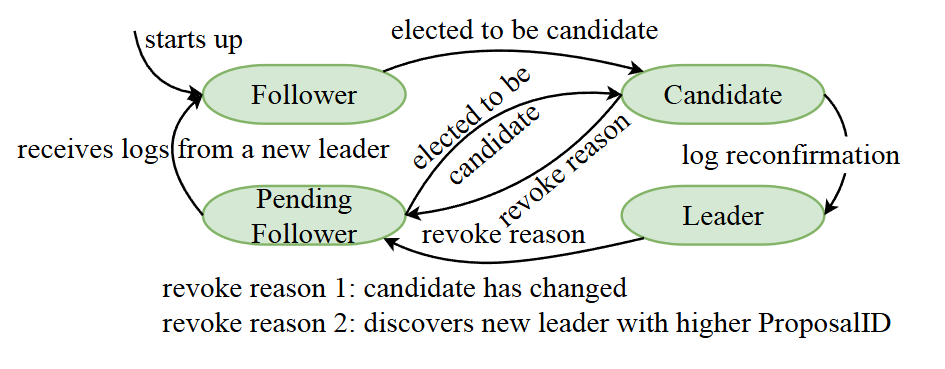 elected to be candidate
starts up
Follower
Candidate
elected to be
candidate
receives logs from a new leader
revoke reason
log reconfirmation
Pending
Follower
Leader
revoke reason
revoke reason 1: candidate has changed
revoke reason 2: discovers new leader with higher ProposalID